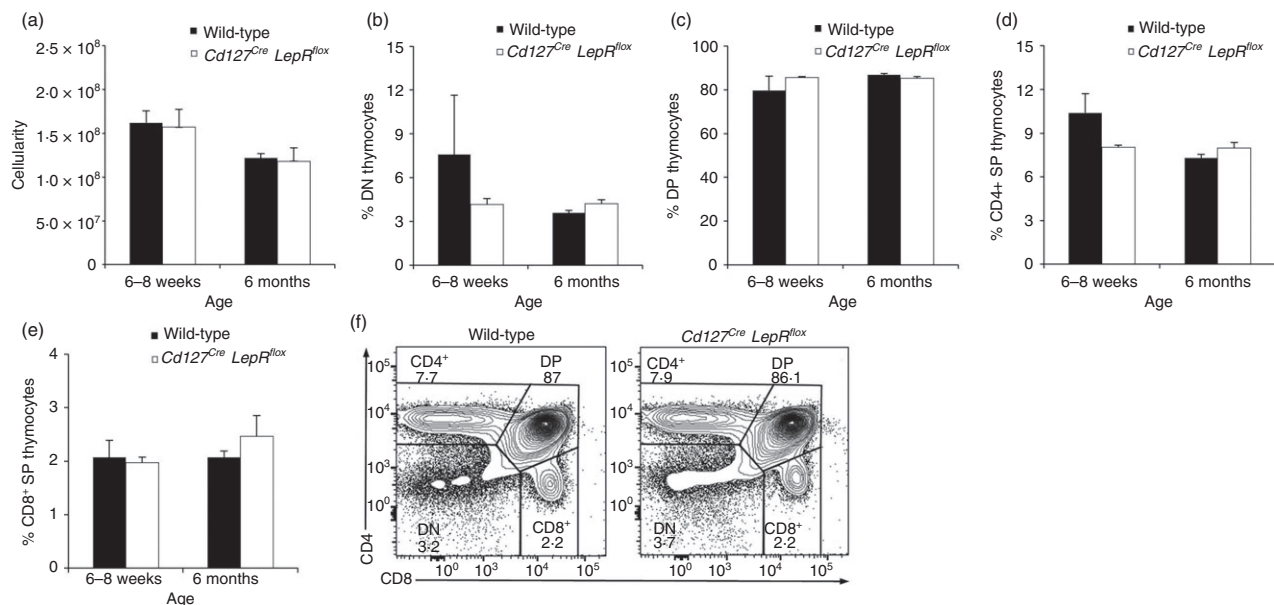 (a)
Wild-type
Cd127Cre LepRflox
2·5 × 10⁸
2·0 × 10⁸
1·5 × 10⁸
1·0 × 10⁸
5·0 × 10⁷
0
Cellularity
6–8 weeks 6 months
Age
(b)
Wild-type
Cd127Cre LepRflox
15
12
9
6
3
0
% DN thymocytes
6–8 weeks 6 months
Age
(c)
Wild-type
Cd127Cre LepRflox
100
80
60
40
20
0
% DP thymocytes
6–8 weeks 6 months
Age
(d)
Wild-type
Cd127Cre LepRflox
15
12
9
6
3
0
% CD4+ SP thymocytes
6–8 weeks 6 months
Age
(e)
Wild-type
Cd127Cre LepRflox
4
3
2
1
0
% CD8⁺ SP thymocytes
6–8 weeks 6 months
Age
(f)
Wild-type
CD4⁺ DP
7·7 87
10⁵
10⁴
10³
10⁰
DN CD8⁺
3·2 2·2
10⁰ 10³ 10⁴ 10⁵
CD4
CD8
Cd127Cre LepRflox
CD4⁺ DP
7·9 86·1
10⁵
10⁴
10³
10⁰
DN CD8⁺
3·7 2·2
10⁰ 10³ 10⁴ 10⁵